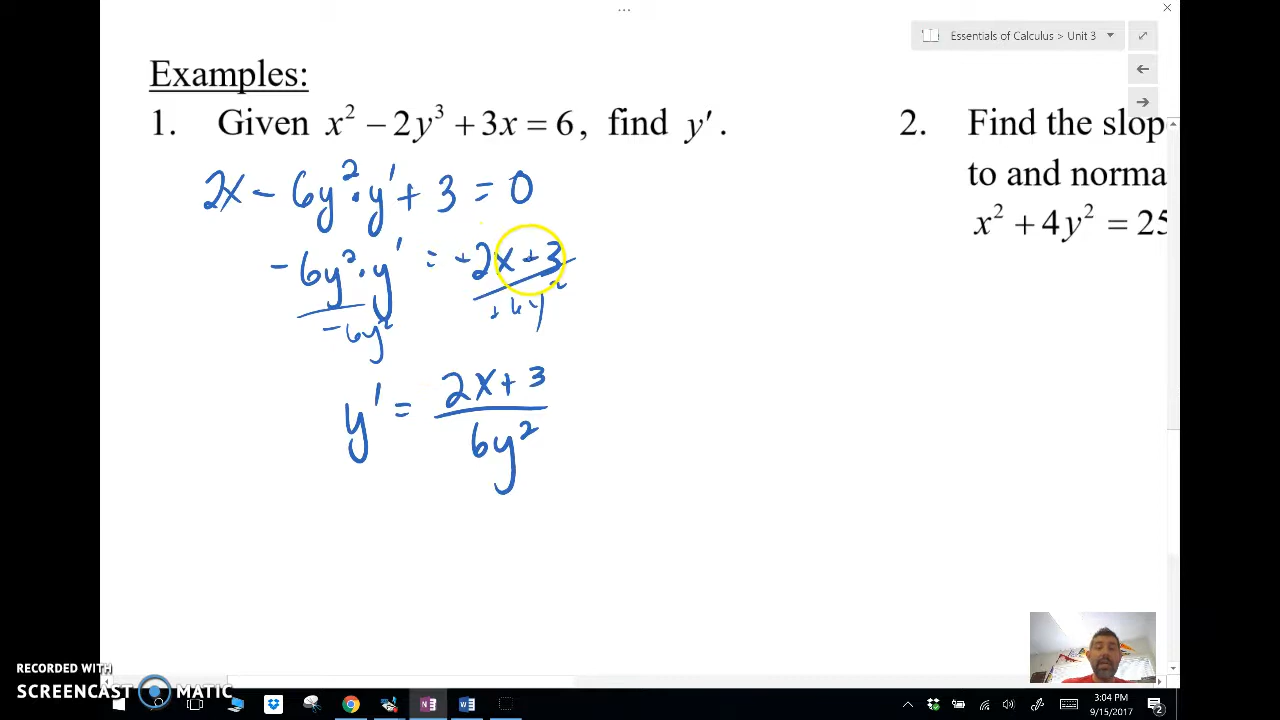 Essentials of Calculus > Unit 3
Examples:
1. Given x² − 2y³ + 3x = 6, find y′.
2x − 6y² · y′ + 3 = 0
−6y² · y′ = +2x + 3
−6y² +6y²
y′ = 2x + 3
6y²
2. Find the slop
to and norma
x² + 4y² = 25
RECORDED WITH
SCREENCAST MATIC
3:04 PM
9/15/2017